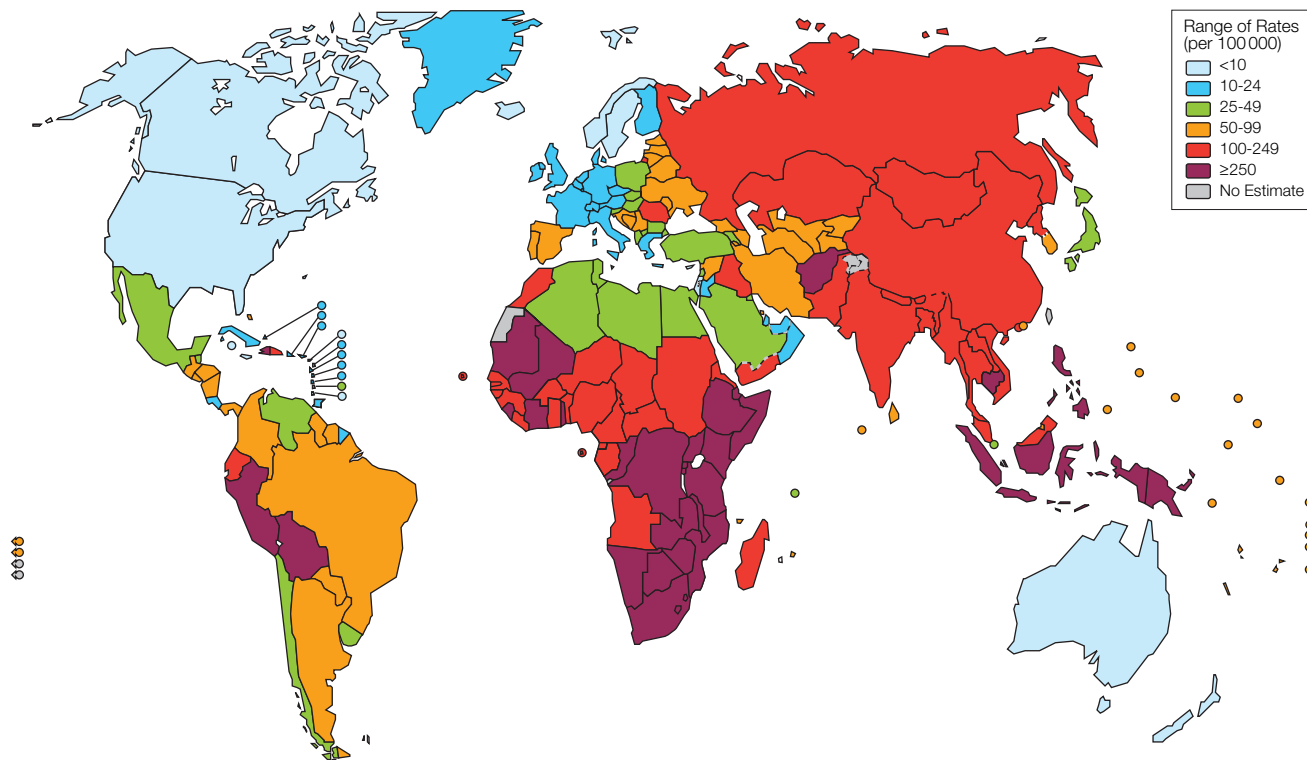 Range of Rates
(per 100 000)
<10
10-24
25-49
50-99
100-249
≥250
No Estimate